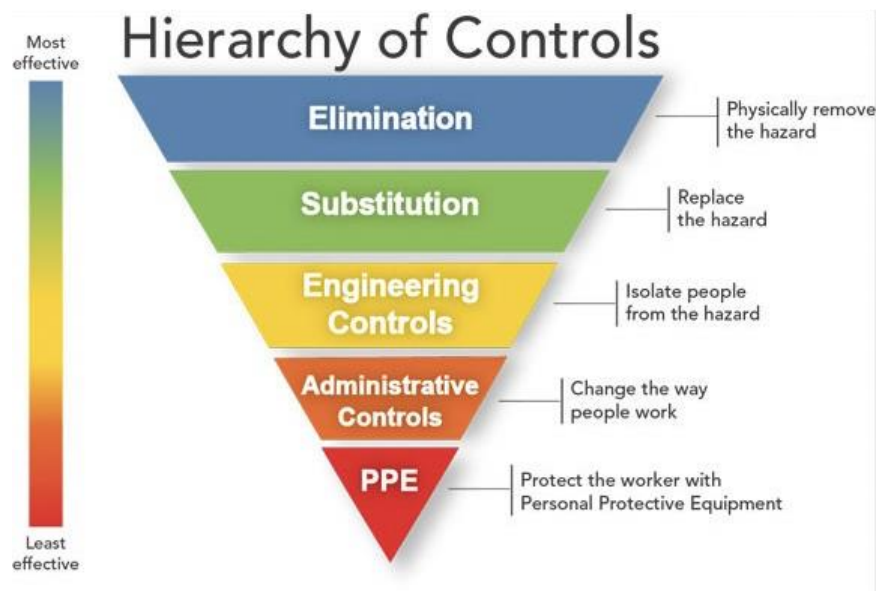 Hierarchy of Controls
Most
effective
Elimination
Physically remove
the hazard
Substitution
Replace
the hazard
Engineering
Controls
Isolate people
from the hazard
Administrative
Controls
Change the way
people work
PPE
Protect the worker with
Personal Protective Equipment
Least
effective